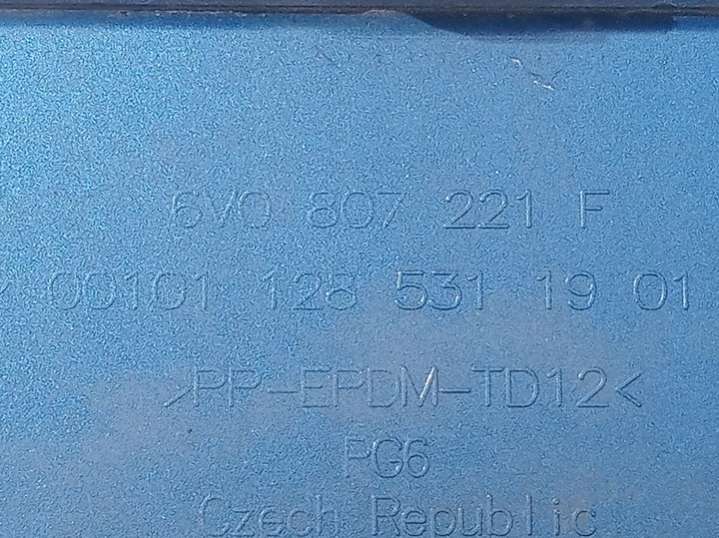 6V0 807 221 F
00101 128 531 19 01
>PP-EPDM-TD12<
PG6
Czech Republic